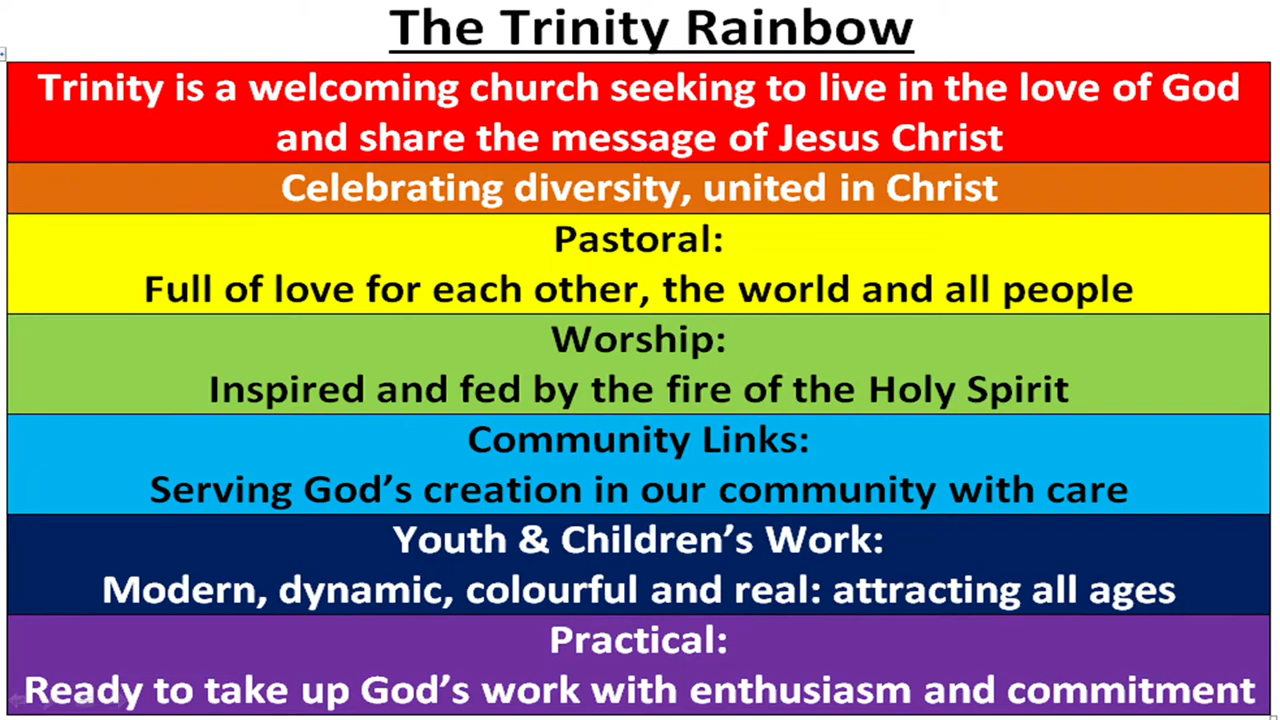 The Trinity Rainbow
Trinity is a welcoming church seeking to live in the love of God
and share the message of Jesus Christ
Celebrating diversity, united in Christ
Pastoral:
Full of love for each other, the world and all people
Worship:
Inspired and fed by the fire of the Holy Spirit
Community Links:
Serving God’s creation in our community with care
Youth & Children’s Work:
Modern, dynamic, colourful and real: attracting all ages
Practical:
Ready to take up God’s work with enthusiasm and commitment